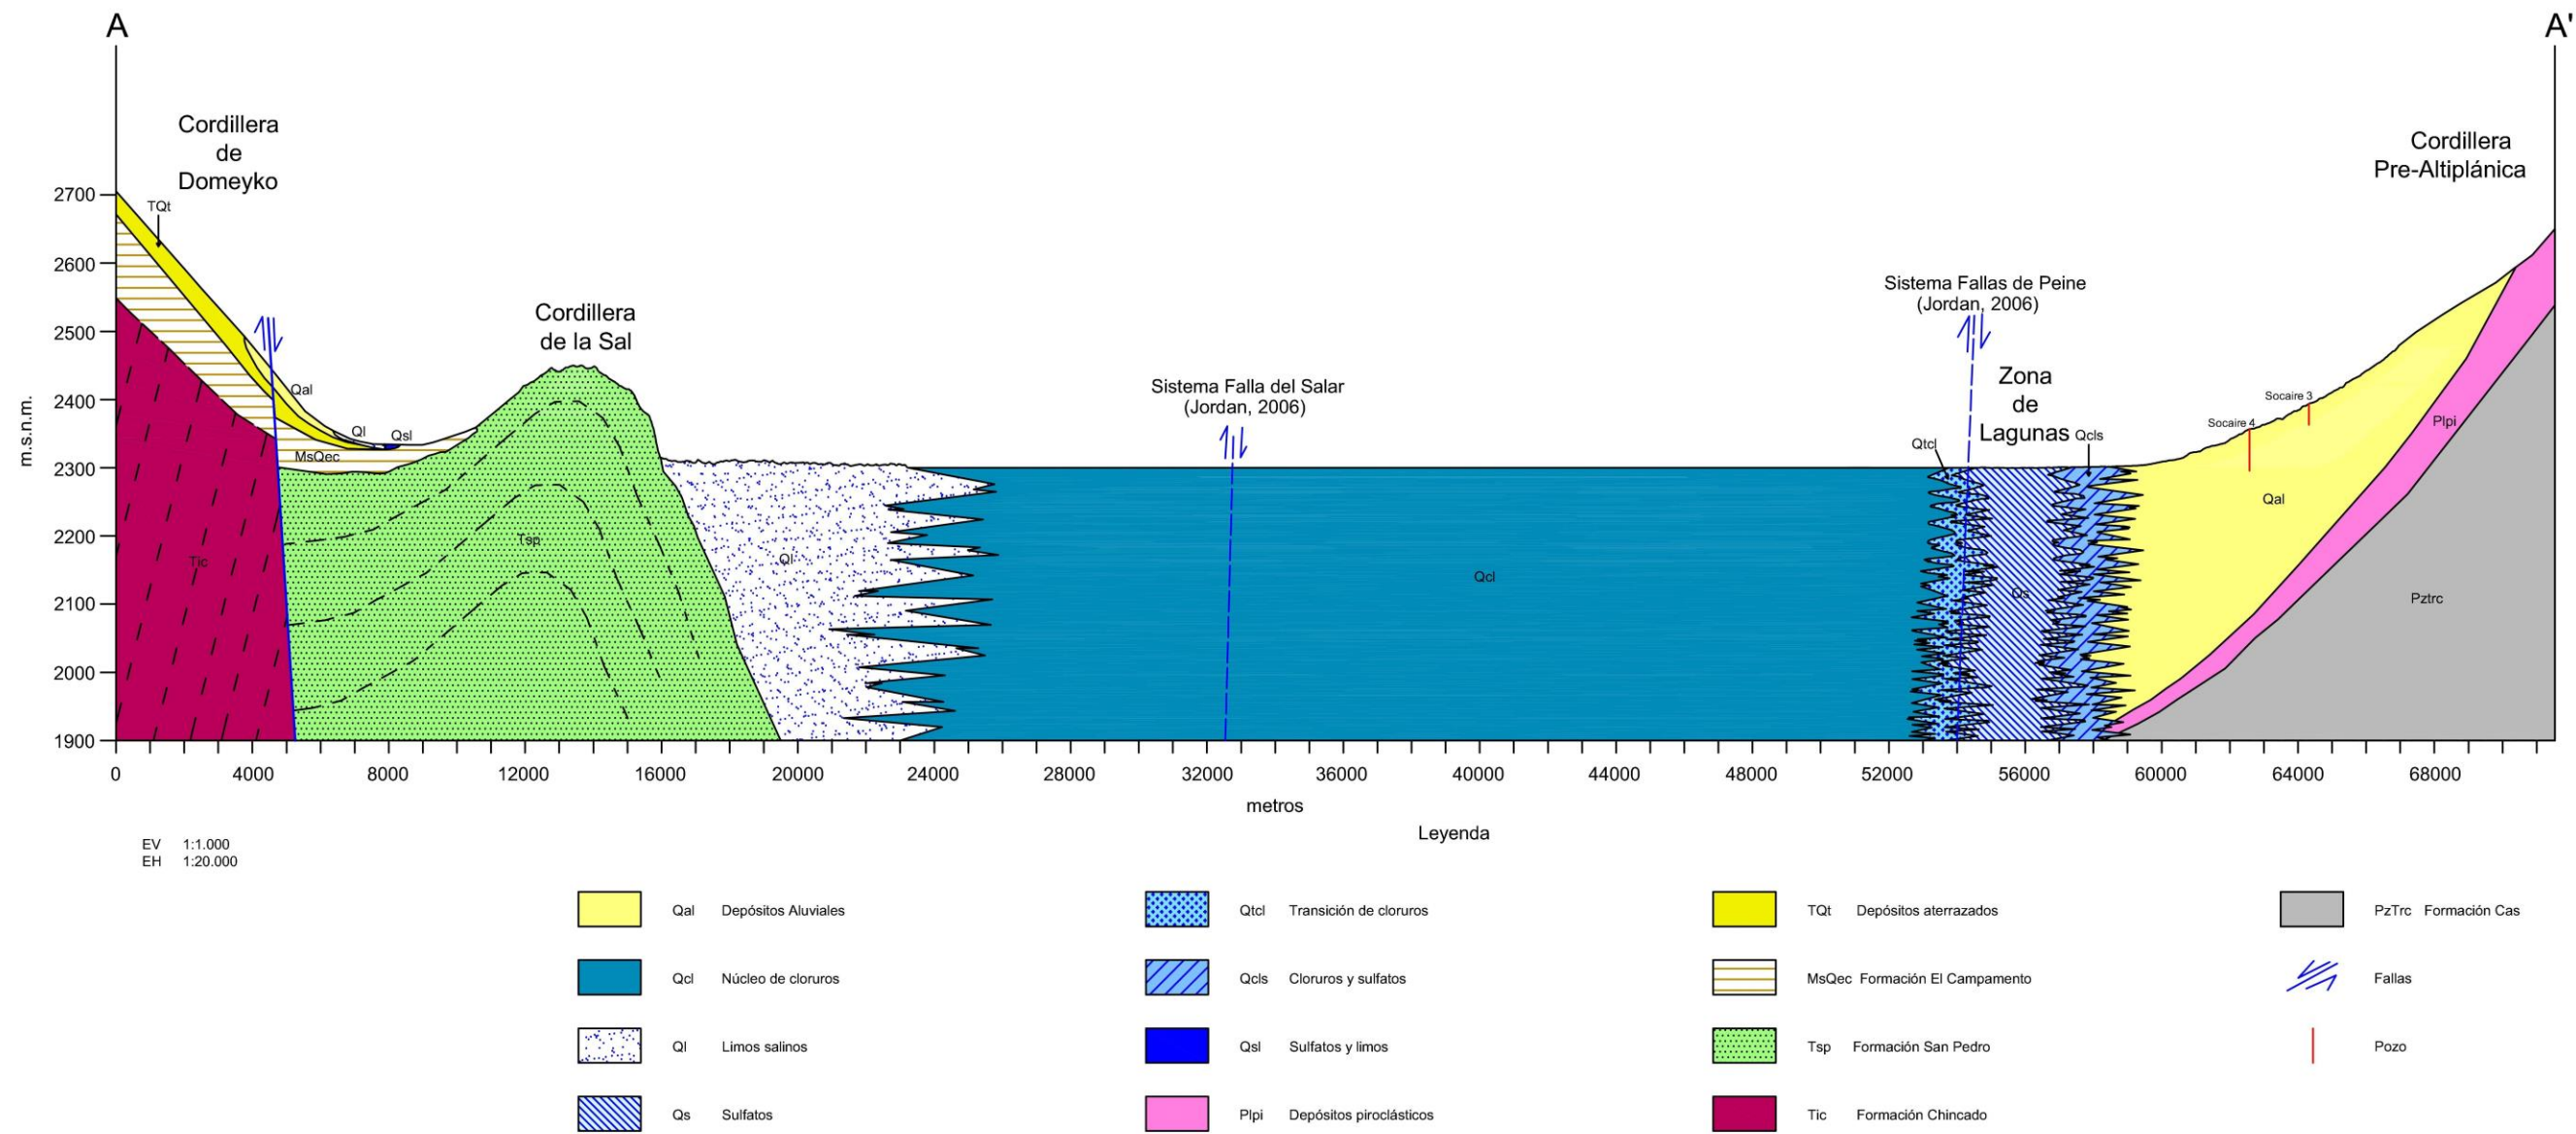 A
A'
Cordillera
de
Domeyko
Cordillera
Pre-Altiplánica
2700
TQt
2600
Sistema Fallas de Peine
(Jordan, 2006)
Cordillera
de la Sal
2500
Zona
de
Lagunas
Sistema Falla del Salar
(Jordan, 2006)
Qal
Socaire 3
2400
m.s.n.m.
Socaire 4
Plpi
Ql
Qsl
Qtcl
Qcls
MsQec
2300
Qal
2200
Tsp
Tic
Ql
Qcl
Qs
Pztrc
2100
2000
1900
0 4000 8000 12000 16000 20000 24000 28000 32000 36000 40000 44000 48000 52000 56000 60000 64000 68000
metros
Leyenda
EV 1:1.000
EH 1:20.000
Qal Depósitos Aluviales
Qtcl Transición de cloruros
TQt Depósitos aterrazados
PzTrc Formación Cas
Qcl Núcleo de cloruros
Qcls Cloruros y sulfatos
MsQec Formación El Campamento
Fallas
Ql Limos salinos
Qsl Sulfatos y limos
Tsp Formación San Pedro
Pozo
Qs Sulfatos
Plpi Depósitos piroclásticos
Tic Formación Chincado